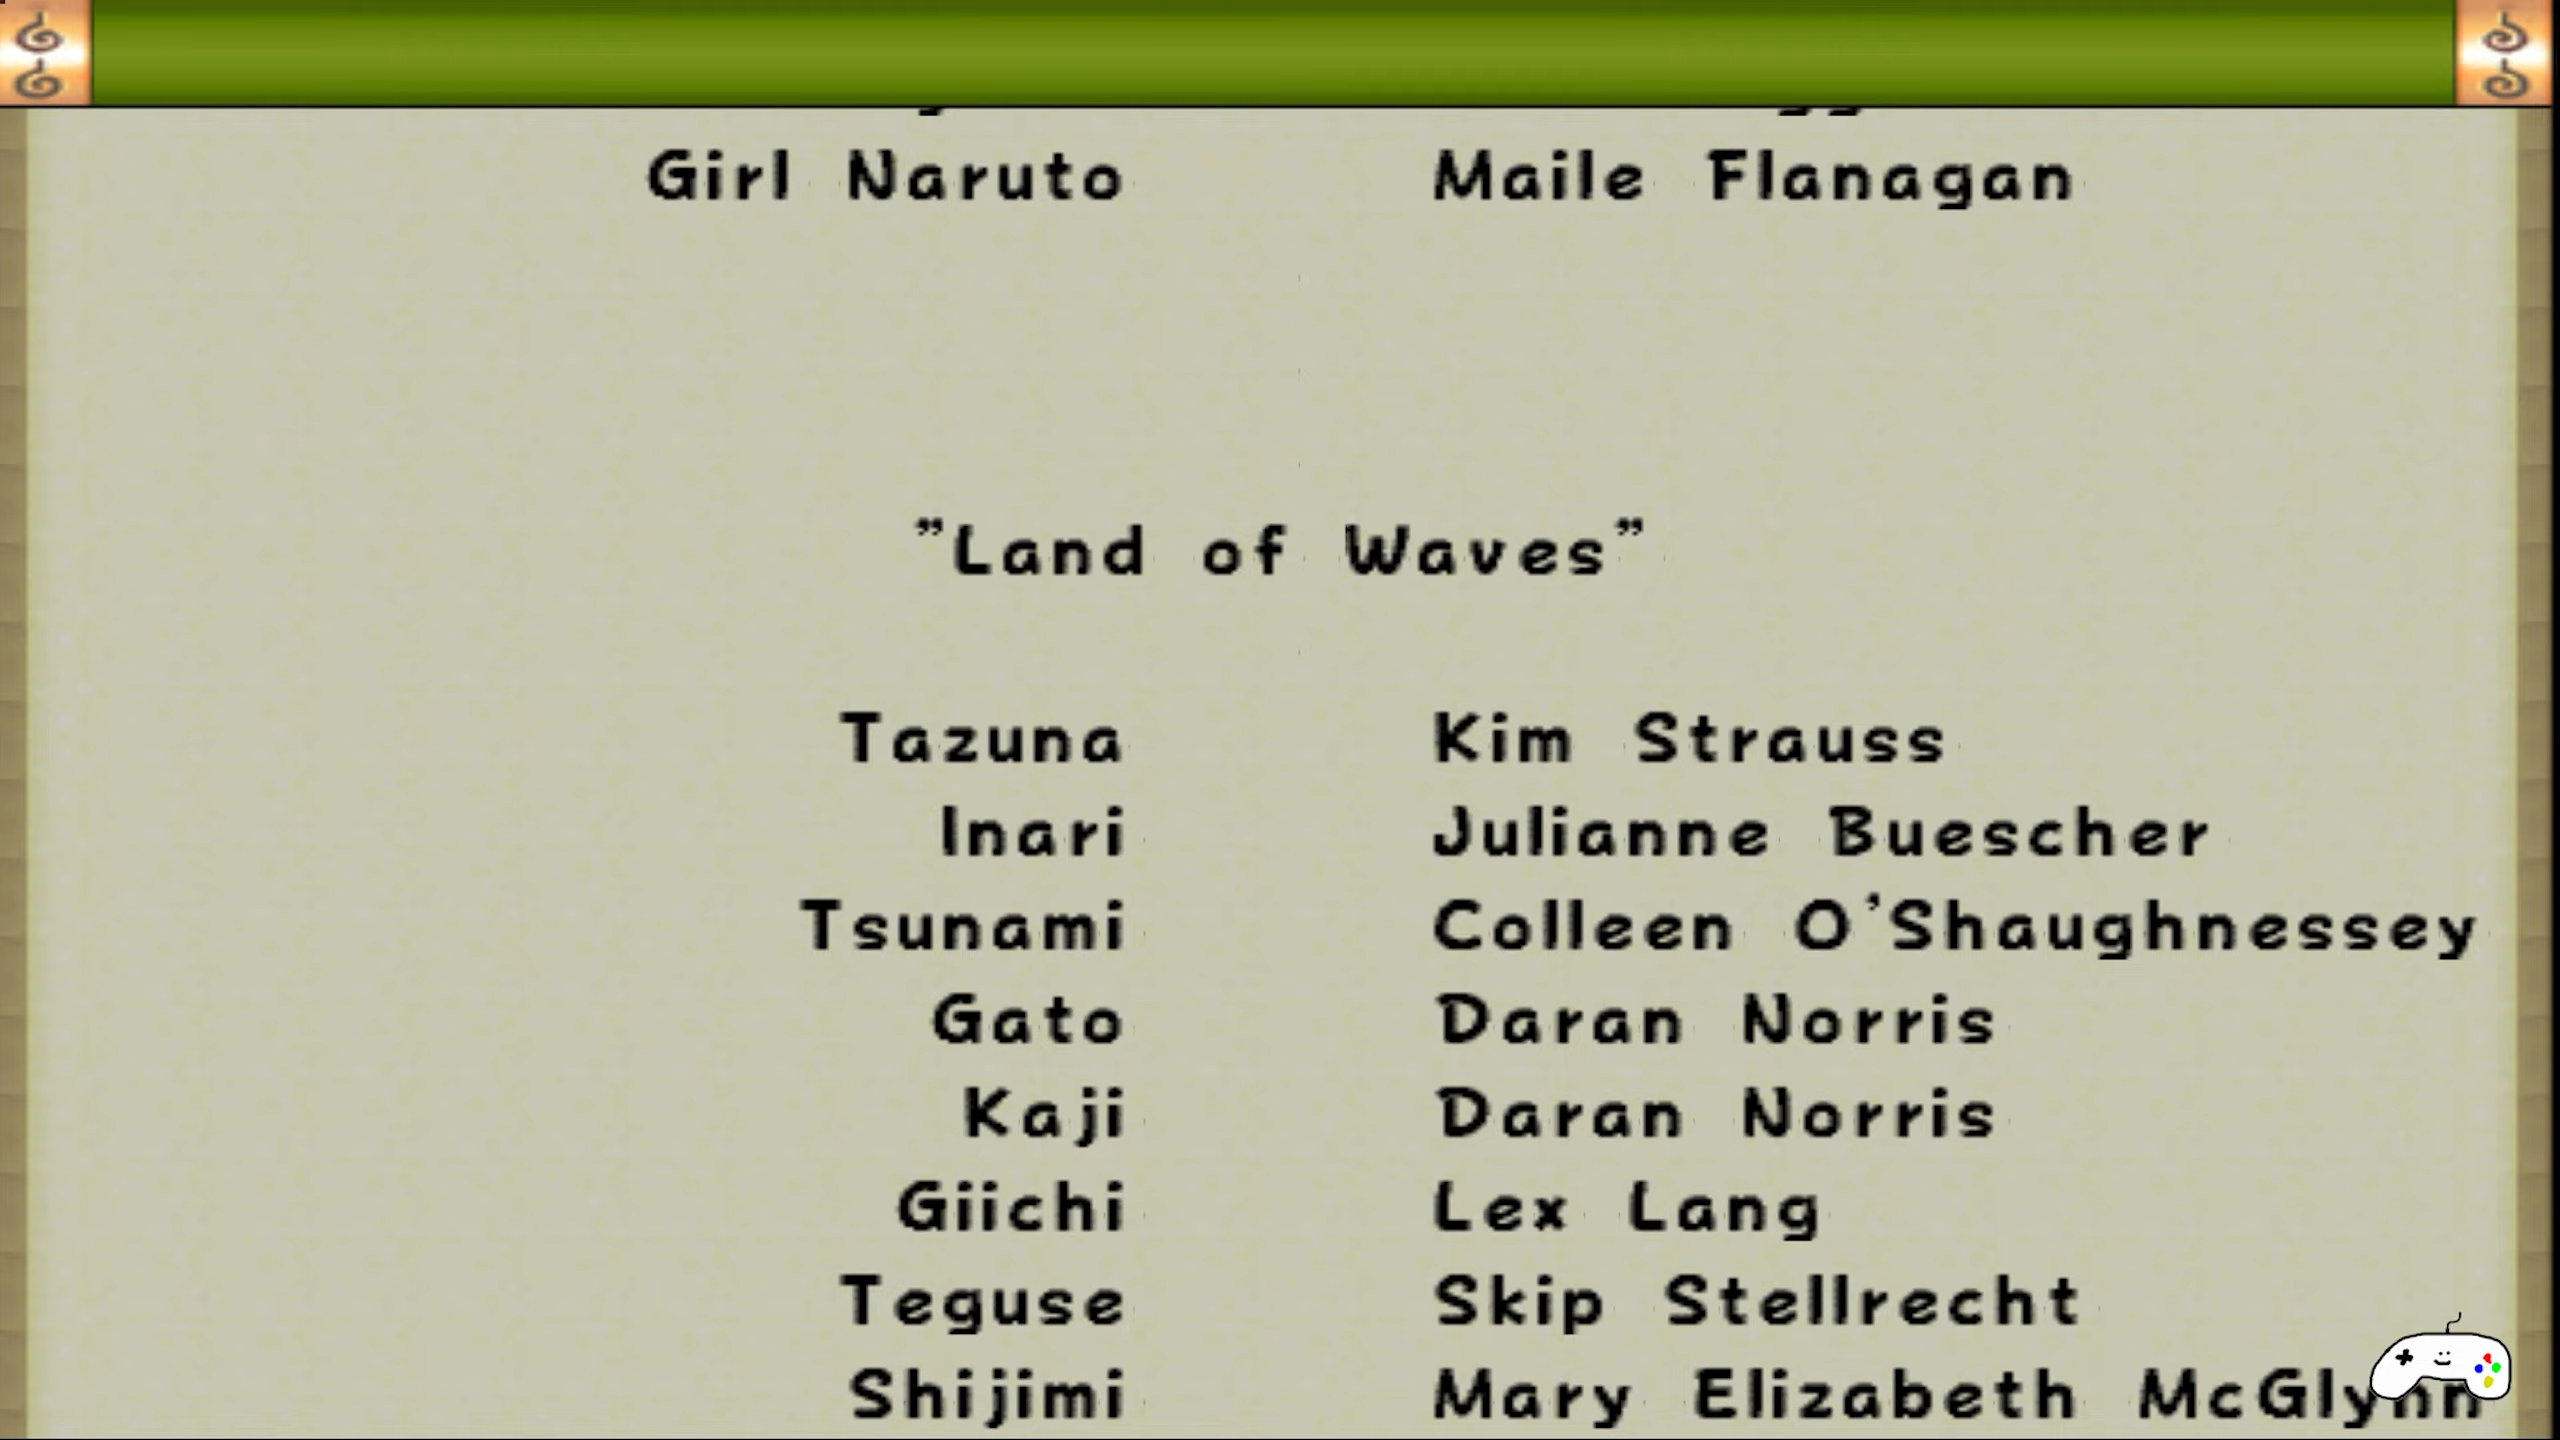 Girl Naruto Maile Flanagan
"Land of Waves"
Tazuna Kim Strauss
Inari Julianne Buescher
Tsunami Colleen O'Shaughnessey
Gato Daran Norris
Kaji Daran Norris
Giichi Lex Lang
Teguse Skip Stellrecht
Shijimi Mary Elizabeth McGlynn